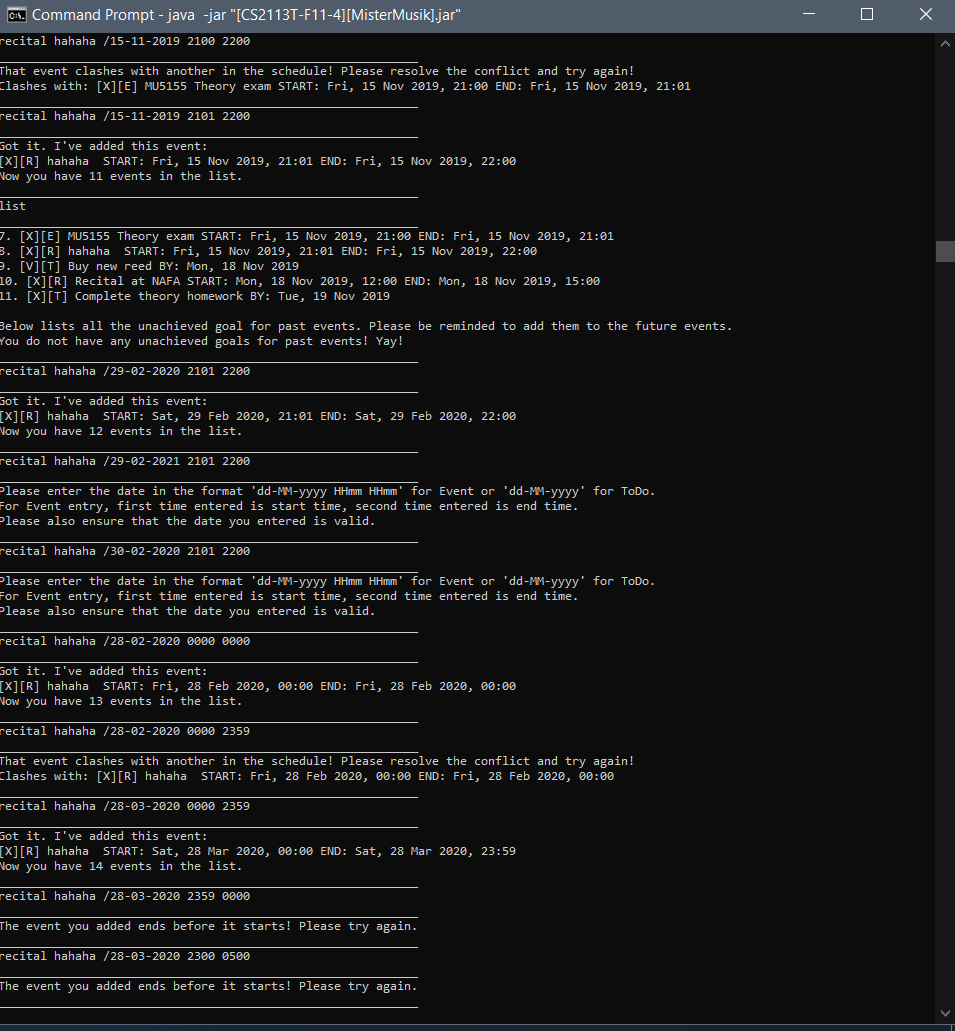 Command Prompt - java -jar "[CS2113T-F11-4][MisterMusik].jar"
recital hahaha /15-11-2019 2100 2200
____________________________________________________________
That event clashes with another in the schedule! Please resolve the conflict and try again!
Clashes with: [X][E] MU5155 Theory exam START: Fri, 15 Nov 2019, 21:00 END: Fri, 15 Nov 2019, 21:01
____________________________________________________________
recital hahaha /15-11-2019 2101 2200
____________________________________________________________
Got it. I've added this event:
[X][R] hahaha  START: Fri, 15 Nov 2019, 21:01 END: Fri, 15 Nov 2019, 22:00
Now you have 11 events in the list.
____________________________________________________________
list
____________________________________________________________
7. [X][E] MU5155 Theory exam START: Fri, 15 Nov 2019, 21:00 END: Fri, 15 Nov 2019, 21:01
8. [X][R] hahaha  START: Fri, 15 Nov 2019, 21:01 END: Fri, 15 Nov 2019, 22:00
9. [V][T] Buy new reed BY: Mon, 18 Nov 2019
10. [X][R] Recital at NAFA START: Mon, 18 Nov 2019, 12:00 END: Mon, 18 Nov 2019, 15:00
11. [X][T] Complete theory homework BY: Tue, 19 Nov 2019
Below lists all the unachieved goal for past events. Please be reminded to add them to the future events.
You do not have any unachieved goals for past events! Yay!
____________________________________________________________
recital hahaha /29-02-2020 2101 2200
____________________________________________________________
Got it. I've added this event:
[X][R] hahaha  START: Sat, 29 Feb 2020, 21:01 END: Sat, 29 Feb 2020, 22:00
Now you have 12 events in the list.
____________________________________________________________
recital hahaha /29-02-2021 2101 2200
____________________________________________________________
Please enter the date in the format 'dd-MM-yyyy HHmm HHmm' for Event or 'dd-MM-yyyy' for ToDo.
For Event entry, first time entered is start time, second time entered is end time.
Please also ensure that the date you entered is valid.
____________________________________________________________
recital hahaha /30-02-2020 2101 2200
____________________________________________________________
Please enter the date in the format 'dd-MM-yyyy HHmm HHmm' for Event or 'dd-MM-yyyy' for ToDo.
For Event entry, first time entered is start time, second time entered is end time.
Please also ensure that the date you entered is valid.
____________________________________________________________
recital hahaha /28-02-2020 0000 0000
____________________________________________________________
Got it. I've added this event:
[X][R] hahaha  START: Fri, 28 Feb 2020, 00:00 END: Fri, 28 Feb 2020, 00:00
Now you have 13 events in the list.
____________________________________________________________
recital hahaha /28-02-2020 0000 2359
____________________________________________________________
That event clashes with another in the schedule! Please resolve the conflict and try again!
Clashes with: [X][R] hahaha  START: Fri, 28 Feb 2020, 00:00 END: Fri, 28 Feb 2020, 00:00
____________________________________________________________
recital hahaha /28-03-2020 0000 2359
____________________________________________________________
Got it. I've added this event:
[X][R] hahaha  START: Sat, 28 Mar 2020, 00:00 END: Sat, 28 Mar 2020, 23:59
Now you have 14 events in the list.
____________________________________________________________
recital hahaha /28-03-2020 2359 0000
____________________________________________________________
The event you added ends before it starts! Please try again.
____________________________________________________________
recital hahaha /28-03-2020 2300 0500
____________________________________________________________
The event you added ends before it starts! Please try again.
____________________________________________________________